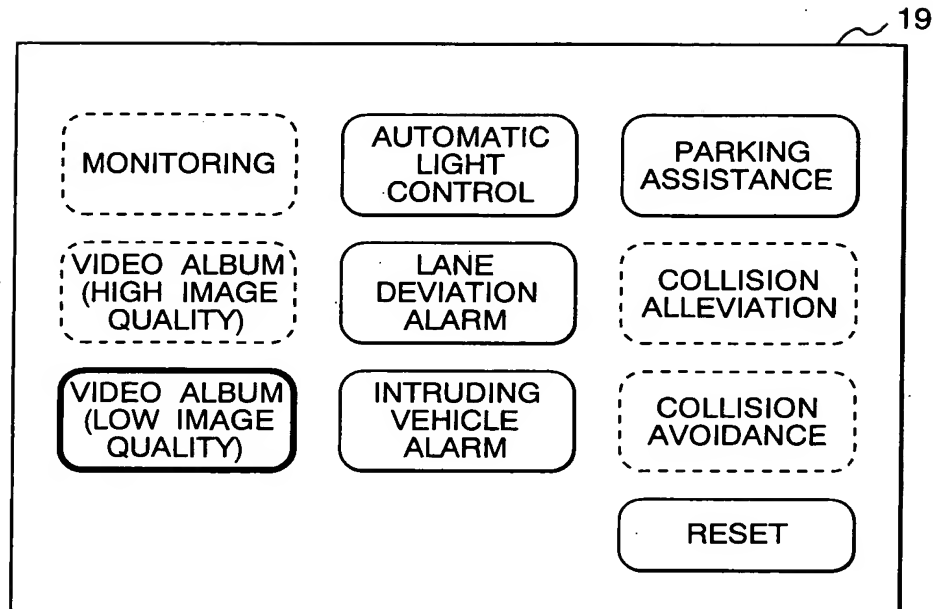 19
MONITORING
AUTOMATIC
LIGHT
CONTROL
PARKING
ASSISTANCE
VIDEO ALBUM
(HIGH IMAGE
QUALITY)
LANE
DEVIATION
ALARM
COLLISION
ALLEVIATION
VIDEO ALBUM
(LOW IMAGE
QUALITY)
INTRUDING
VEHICLE
ALARM
COLLISION
AVOIDANCE
RESET